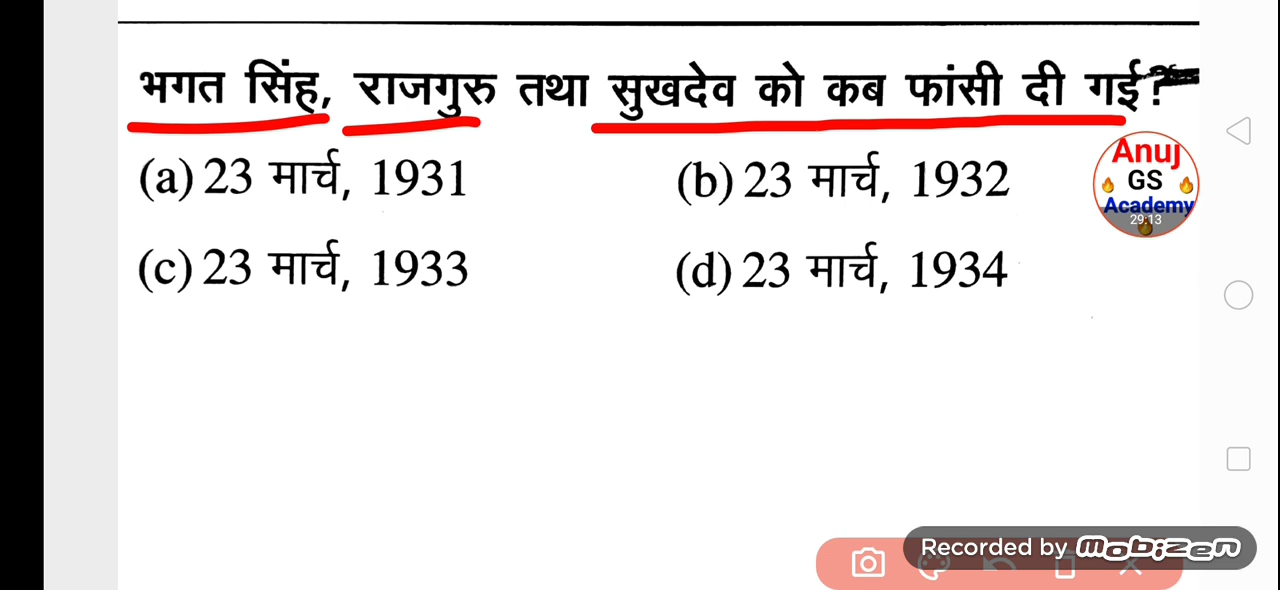 भगत सिंह, राजगुरु तथा सुखदेव को कब फांसी दी गई?
(a) 23 मार्च, 1931 (b) 23 मार्च, 1932
(c) 23 मार्च, 1933 (d) 23 मार्च, 1934
Anuj
GS
Academy
29:13
Recorded by Mobizen